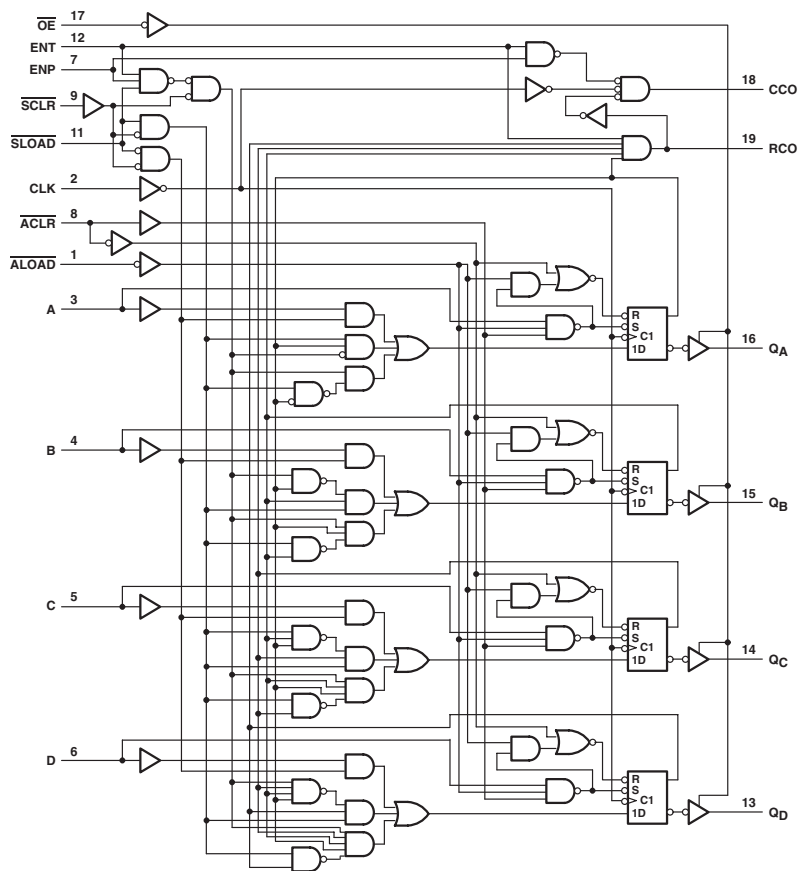 OE 17
ENT 12
ENP 7
SCLR 9
SLOAD 11
CLK 2
ACLR 8
ALOAD 1
A 3
B 4
C 5
D 6
18 CCO
19 RCO
R
S
C1
1D
16 QA
R
S
C1
1D
15 QB
R
S
C1
1D
14 QC
R
S
C1
1D
13 QD